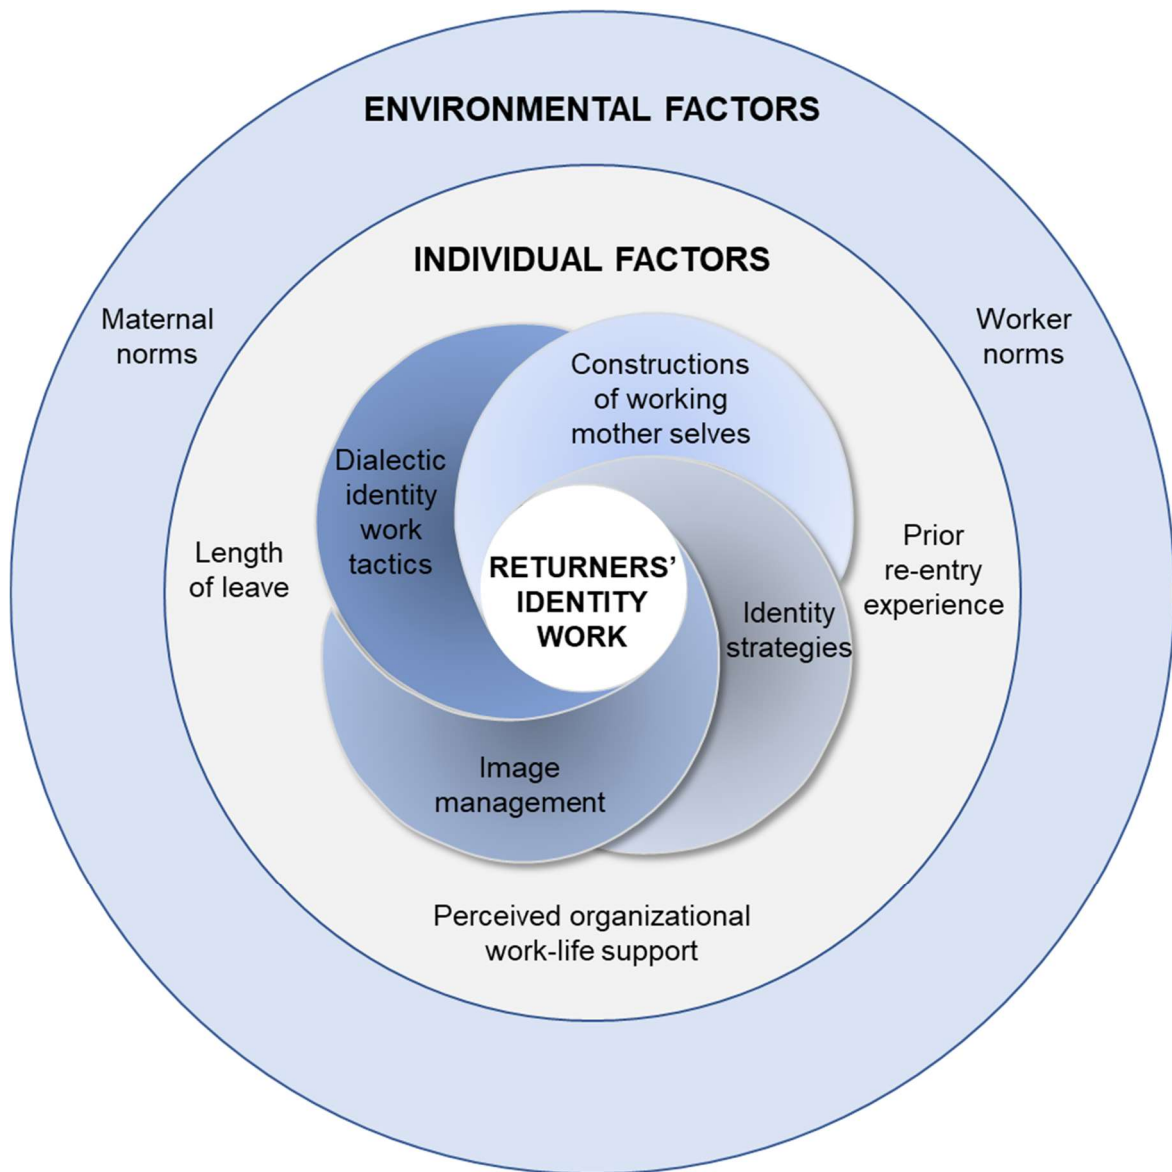 ENVIRONMENTAL FACTORS
INDIVIDUAL FACTORS
Maternal
norms
Worker
norms
Constructions
of working
mother selves
Dialectic
identity
work
tactics
Length
of leave
Prior
re-entry
experience
RETURNERS’
IDENTITY
WORK
Identity
strategies
Image
management
Perceived organizational
work-life support